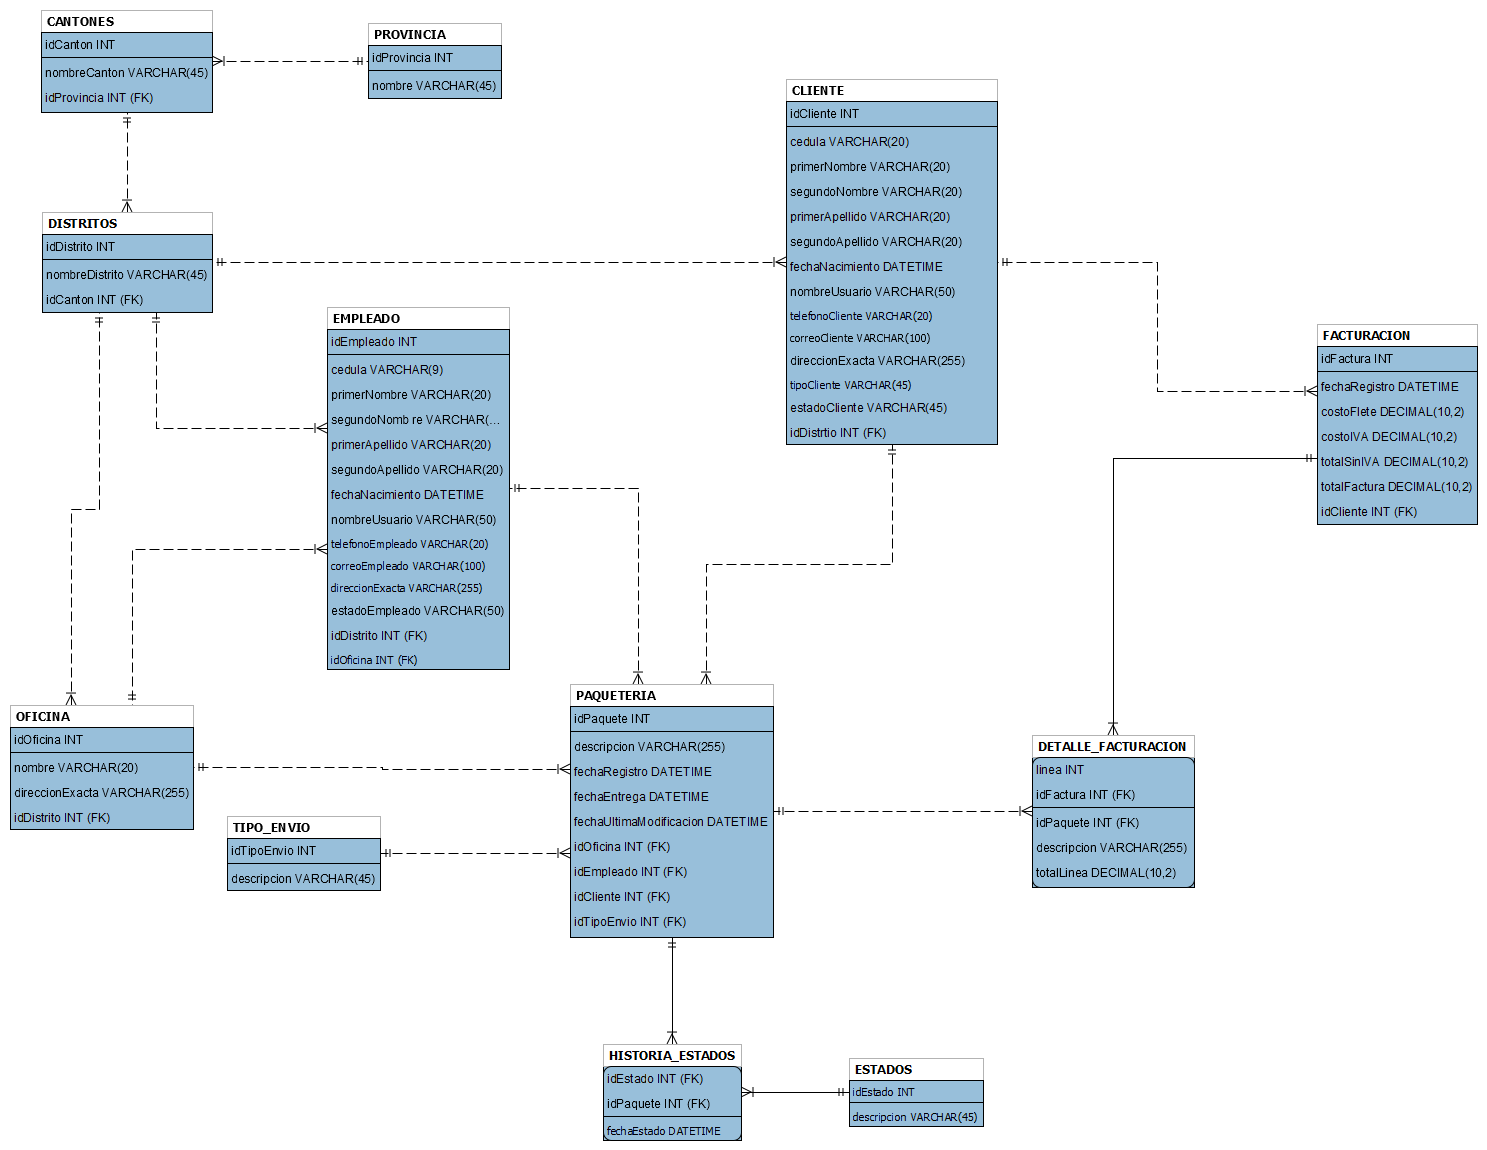 CANTONES
idCanton INT
nombreCanton VARCHAR(45)
idProvincia INT (FK)
PROVINCIA
idProvincia INT
nombre VARCHAR(45)
CLIENTE
idCliente INT
cedula VARCHAR(20)
primerNombre VARCHAR(20)
segundoNombre VARCHAR(20)
primerApellido VARCHAR(20)
segundoApellido VARCHAR(20)
fechaNacimiento DATETIME
nombreUsuario VARCHAR(50)
telefonoCliente VARCHAR(20)
correoCliente VARCHAR(100)
direccionExacta VARCHAR(255)
tipoCliente VARCHAR(45)
estadoCliente VARCHAR(45)
idDistrtio INT (FK)
DISTRITOS
idDistrito INT
nombreDistrito VARCHAR(45)
idCanton INT (FK)
EMPLEADO
idEmpleado INT
cedula VARCHAR(9)
primerNombre VARCHAR(20)
segundoNomb re VARCHAR(...
primerApellido VARCHAR(20)
segundoApellido VARCHAR(20)
fechaNacimiento DATETIME
nombreUsuario VARCHAR(50)
telefonoEmpleado VARCHAR(20)
correoEmpleado VARCHAR(100)
direccionExacta VARCHAR(255)
estadoEmpleado VARCHAR(50)
idDistrito INT (FK)
idOficina INT (FK)
FACTURACION
idFactura INT
fechaRegistro DATETIME
costoFlete DECIMAL(10,2)
costoIVA DECIMAL(10,2)
totalSinIVA DECIMAL(10,2)
totalFactura DECIMAL(10,2)
idCliente INT (FK)
OFICINA
idOficina INT
nombre VARCHAR(20)
direccionExacta VARCHAR(255)
idDistrito INT (FK)
TIPO_ENVIO
idTipoEnvio INT
descripcion VARCHAR(45)
PAQUETERIA
idPaquete INT
descripcion VARCHAR(255)
fechaRegistro DATETIME
fechaEntrega DATETIME
fechaUltimaModificacion DATETIME
idOficina INT (FK)
idEmpleado INT (FK)
idCliente INT (FK)
idTipoEnvio INT (FK)
DETALLE_FACTURACION
linea INT
idFactura INT (FK)
idPaquete INT (FK)
descripcion VARCHAR(255)
totalLinea DECIMAL(10,2)
HISTORIA_ESTADOS
idEstado INT (FK)
idPaquete INT (FK)
fechaEstado DATETIME
ESTADOS
idEstado INT
descripcion VARCHAR(45)